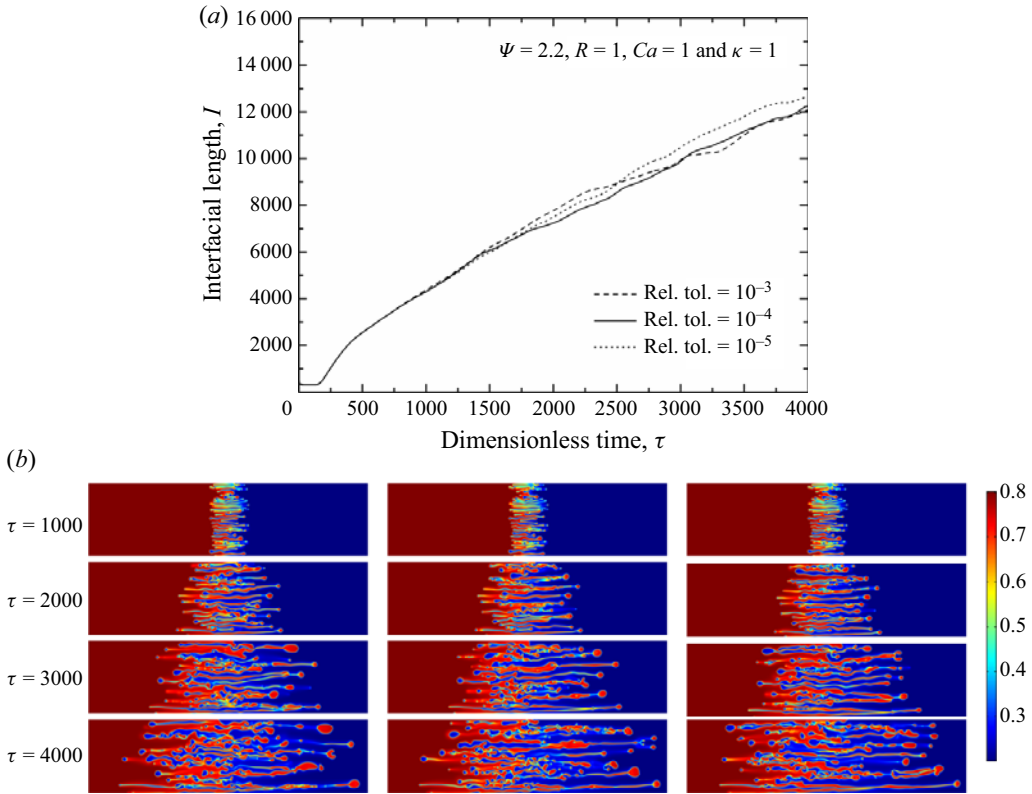 (a)
16 000
14 000
12 000
10 000
8000
6000
4000
2000
Interfacial length, I
Ψ = 2.2, R = 1, Ca = 1 and κ = 1
Rel. tol. = 10⁻³
Rel. tol. = 10⁻⁴
Rel. tol. = 10⁻⁵
0 500 1000 1500 2000 2500 3000 3500 4000
Dimensionless time, τ
(b)
τ = 1000
τ = 2000
τ = 3000
τ = 4000
0.8
0.7
0.6
0.5
0.4
0.3